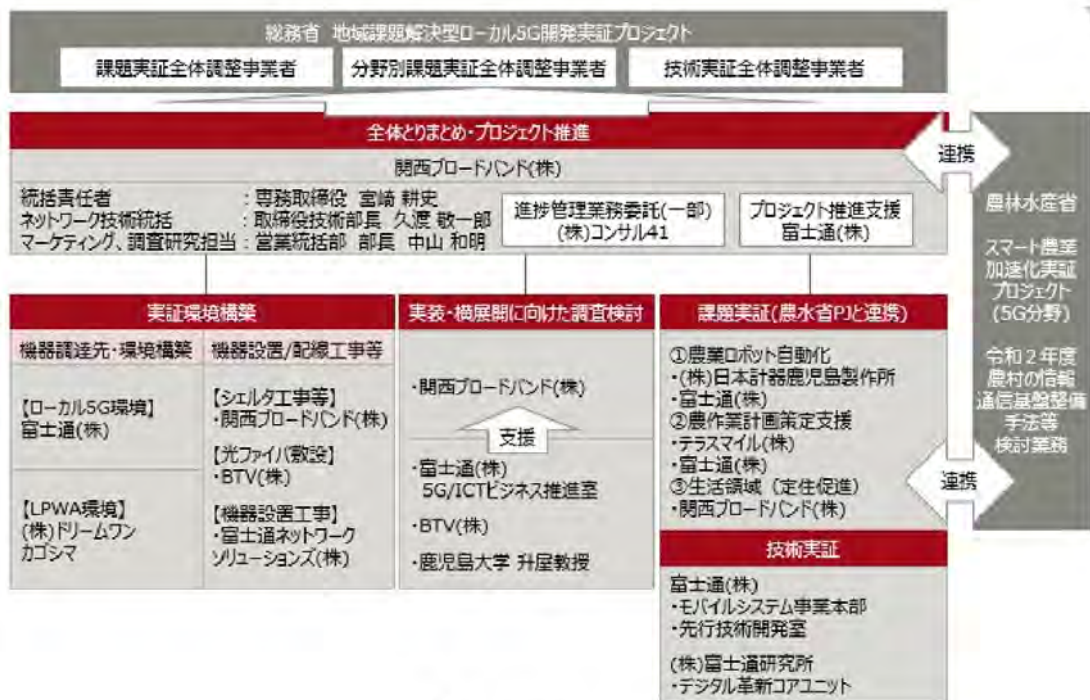 総務省 地域課題解決型ローカル5G開発実証プロジェクト
課題実証全体調整事業者
分野別課題実証全体調整事業者
技術実証全体調整事業者
全体とりまとめ・プロジェクト推進
関西ブロードバンド(株)
統括責任者 :専務取締役 宮崎 耕史
ネットワーク技術統括 :取締役技術部長 久渡 敬一郎
マーケティング、調査研究担当:営業統括部 部長 中山 和明
進捗管理業務委託(一部)
(株)コンサル41
プロジェクト推進支援
富士通(株)
連携
農林水産省
スマート農業
加速化実証
プロジェクト
(5G分野)
令和2年度
農村の情報
通信基盤整備
手法等
検討業務
連携
実証環境構築
機器調達先・環境構築
【ローカル5G環境】
富士通(株)
【LPWA環境】
(株)ドリームワン
カゴシマ
機器設置/配線工事等
【シェルタ工事等】
・関西ブロードバンド(株)
【光ファイバ敷設】
・BTV(株)
【機器設置工事】
・富士通ネットワーク
ソリューションズ(株)
実装・横展開に向けた調査検討
・関西ブロードバンド(株)
支援
・富士通(株)
5G/ICTビジネス推進室
・BTV(株)
・鹿児島大学 升屋教授
課題実証(農水省PJと連携)
①農業ロボット自動化
・(株)日本計器鹿児島製作所
・富士通(株)
②農作業計画策定支援
・テラスマイル(株)
・富士通(株)
③生活領域（定住促進）
・関西ブロードバンド(株)
技術実証
富士通(株)
・モバイルシステム事業本部
・先行技術開発室
(株)富士通研究所
・デジタル革新コアユニット